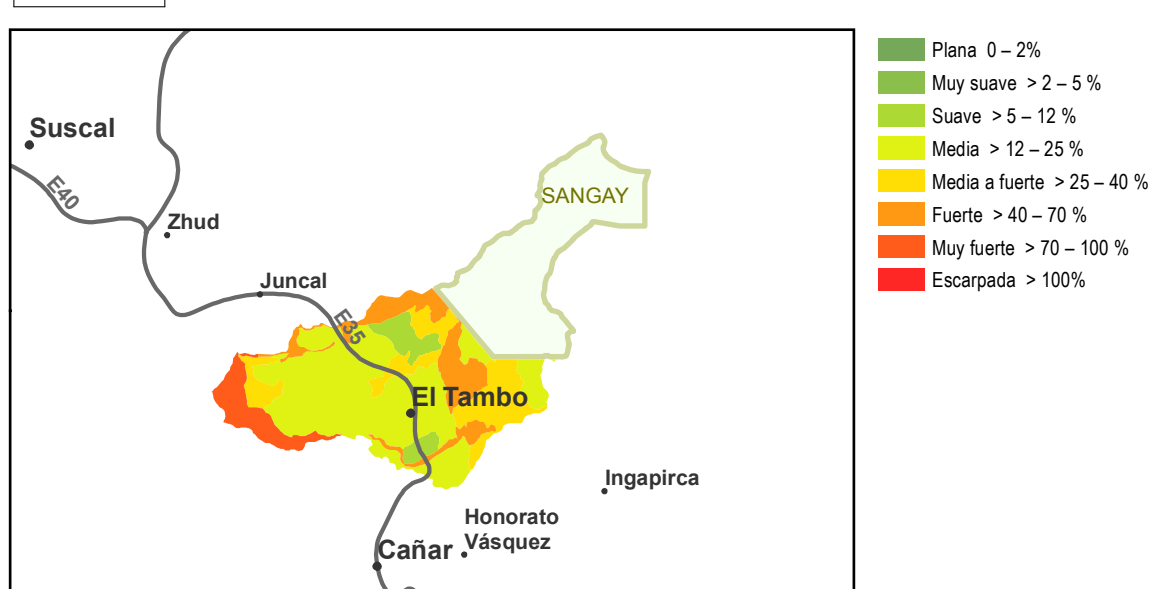 Plana 0 – 2%
Muy suave > 2 – 5 %
Suave > 5 – 12 %
Media > 12 – 25 %
Media a fuerte > 25 – 40 %
Fuerte > 40 – 70 %
Muy fuerte > 70 – 100 %
Escarpada > 100%
Suscal
E40
Zhud
SANGAY
Juncal
E35
El Tambo
Ingapirca
Honorato
Vásquez
Cañar